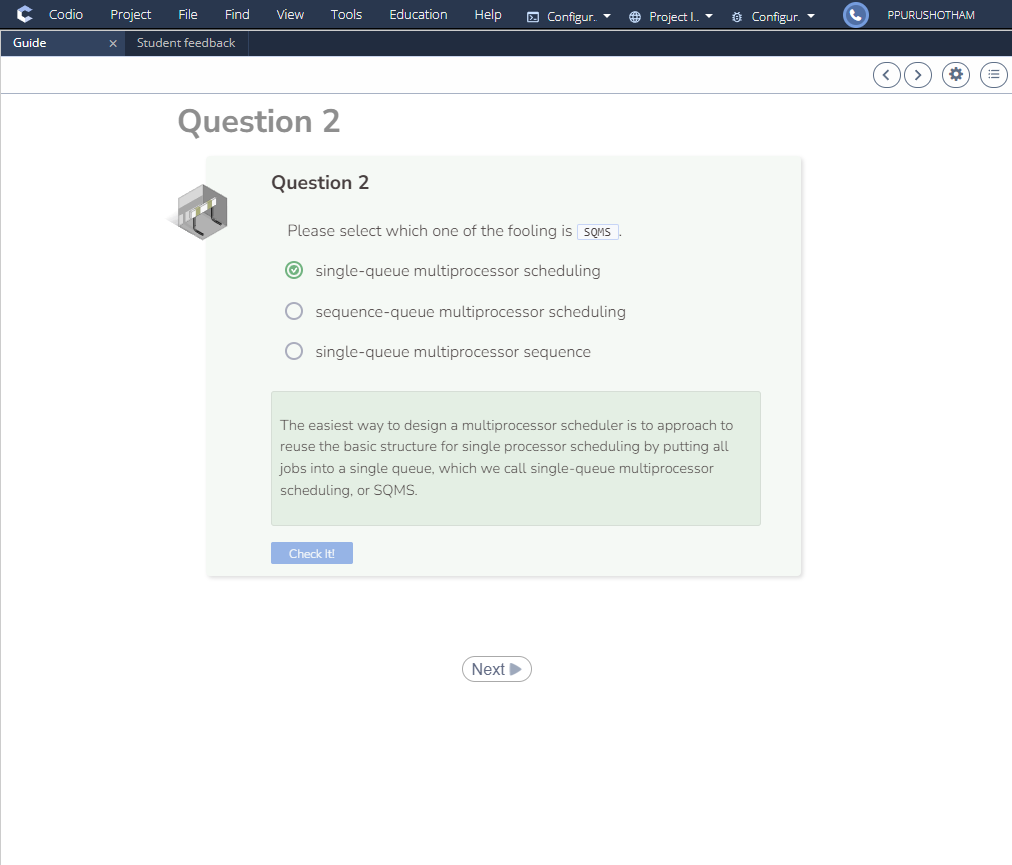 Codio Project File Find View Tools Education Help Configur. Project I.. Configur. PPURUSHOTHAM
Guide × Student feedback
Question 2
Question 2
Please select which one of the fooling is SQMS.
single-queue multiprocessor scheduling
sequence-queue multiprocessor scheduling
single-queue multiprocessor sequence
The easiest way to design a multiprocessor scheduler is to approach to
reuse the basic structure for single processor scheduling by putting all
jobs into a single queue, which we call single-queue multiprocessor
scheduling, or SQMS.
Check It!
Next